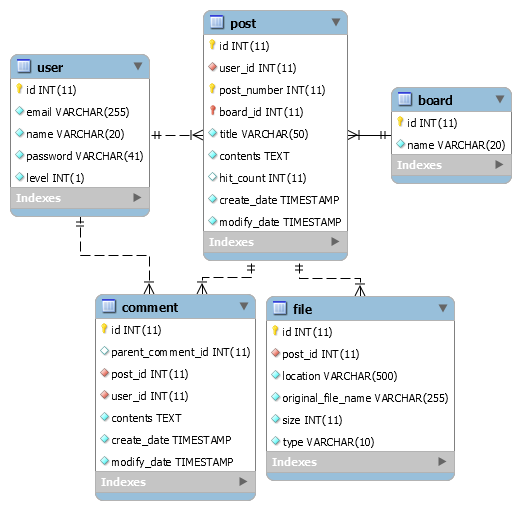 user
id INT(11)
email VARCHAR(255)
name VARCHAR(20)
password VARCHAR(41)
level INT(1)
Indexes
post
id INT(11)
user_id INT(11)
post_number INT(11)
board_id INT(11)
title VARCHAR(50)
contents TEXT
hit_count INT(11)
create_date TIMESTAMP
modify_date TIMESTAMP
Indexes
board
id INT(11)
name VARCHAR(20)
Indexes
comment
id INT(11)
parent_comment_id INT(11)
post_id INT(11)
user_id INT(11)
contents TEXT
create_date TIMESTAMP
modify_date TIMESTAMP
Indexes
file
id INT(11)
post_id INT(11)
location VARCHAR(500)
original_file_name VARCHAR(255)
size INT(11)
type VARCHAR(10)
Indexes